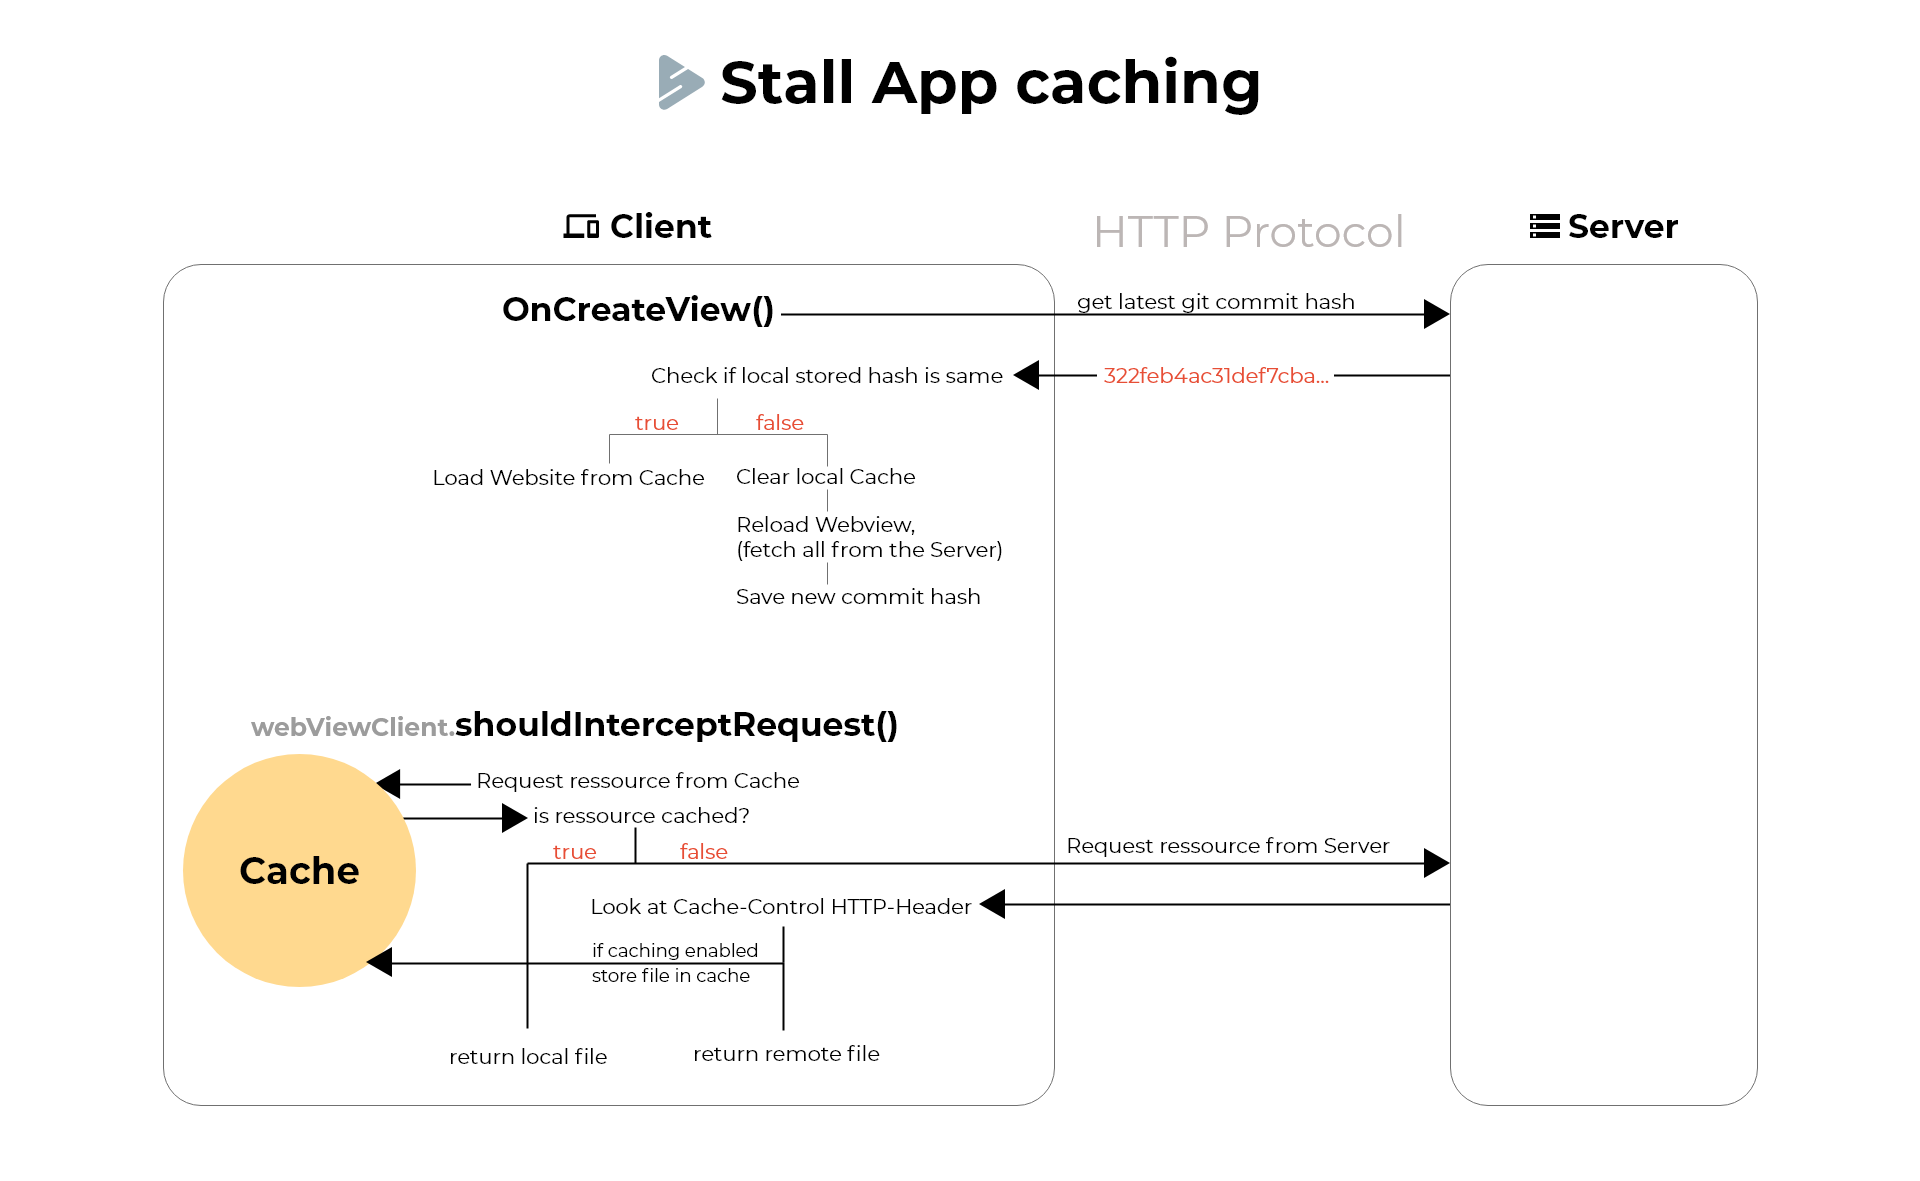 Stall App caching
Client
HTTP Protocol
Server
OnCreateView()
get latest git commit hash
Check if local stored hash is same
322feb4ac31def7cba...
true
false
Load Website from Cache
Clear local Cache
Reload Webview,
(fetch all from the Server)
Save new commit hash
webViewClient.shouldInterceptRequest()
Request ressource from Cache
is ressource cached?
true
false
Request ressource from Server
Cache
Look at Cache-Control HTTP-Header
if caching enabled
store file in cache
return local file
return remote file